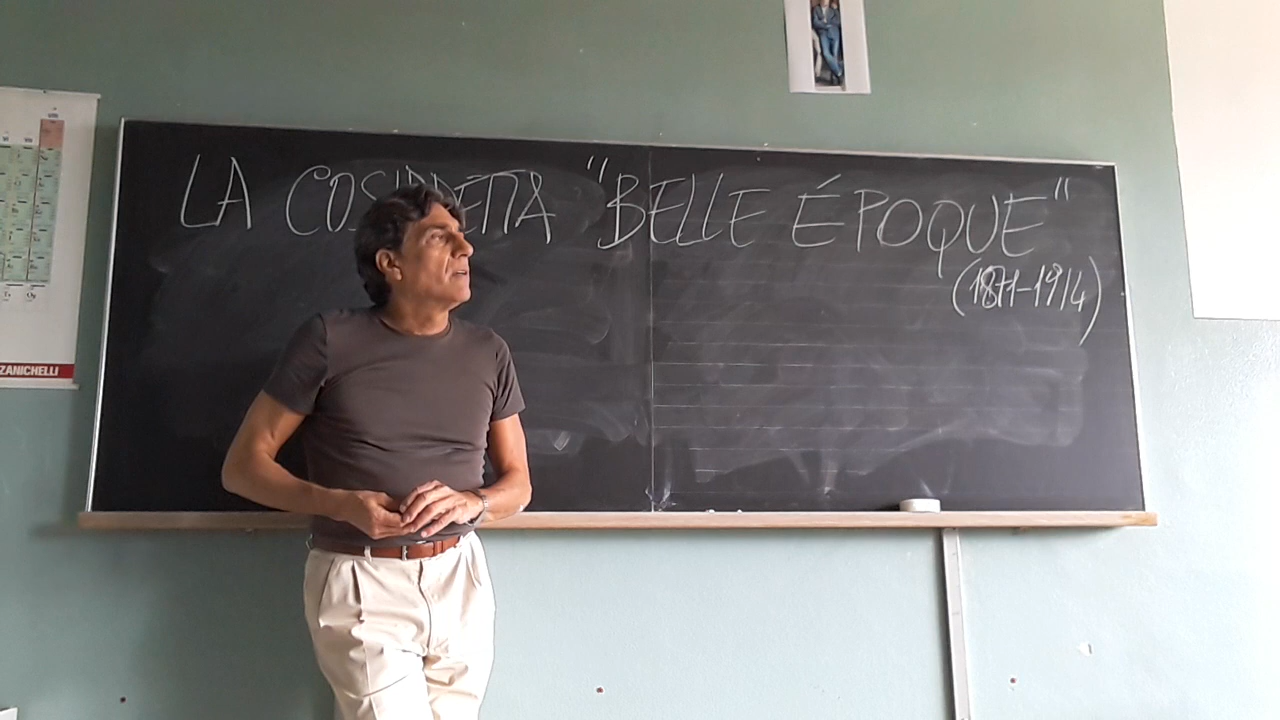 LA COSIDDETTA "BELLE ÉPOQUE"
(1871-1914)
ZANICHELLI